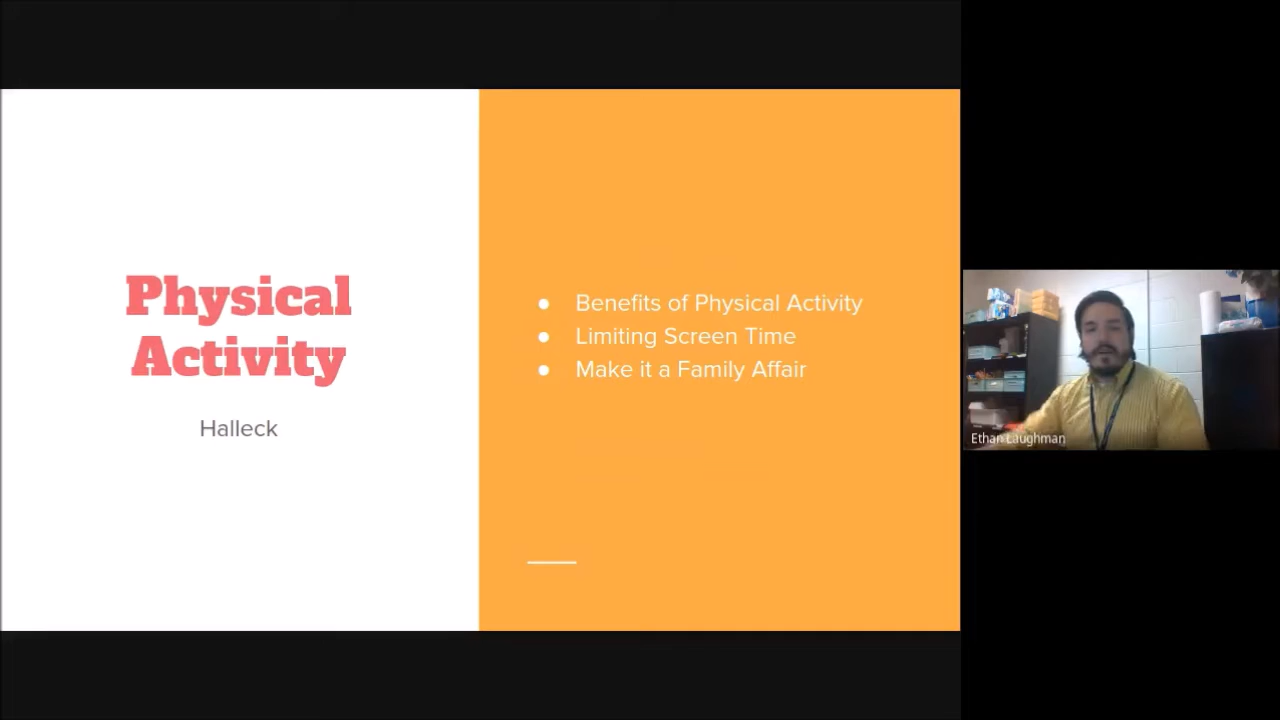 Physical
Activity
Halleck
● Benefits of Physical Activity
● Limiting Screen Time
● Make it a Family Affair
Ethan Laughman